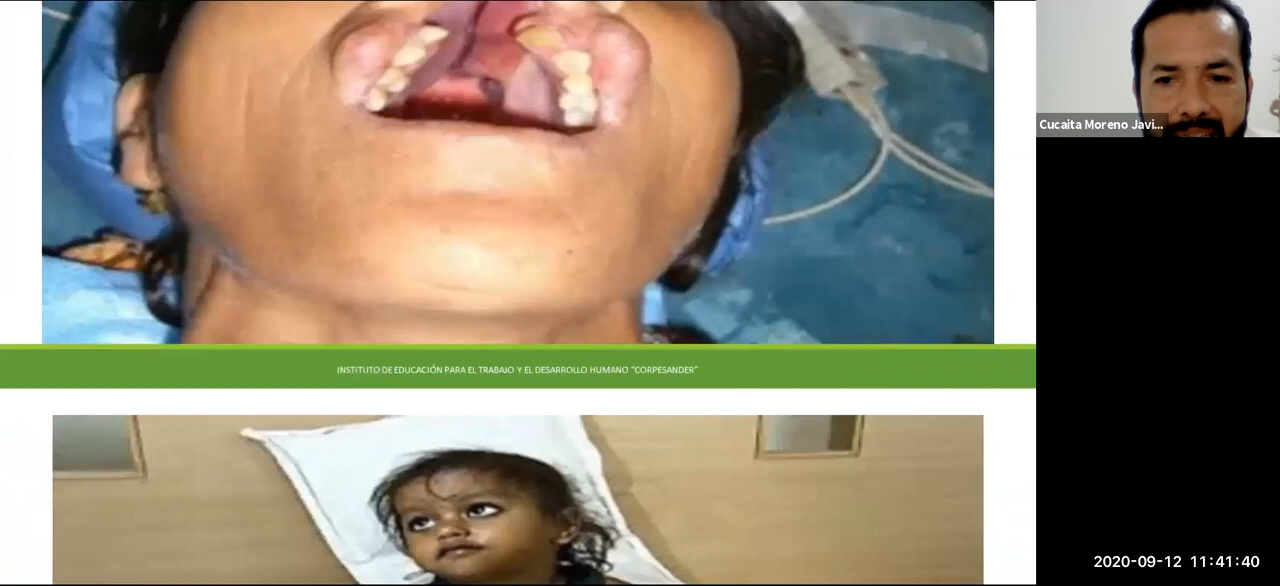 Cucaita Moreno Javi...
INSTITUTO DE EDUCACIÓN PARA EL TRABAJO Y EL DESARROLLO HUMANO "CORPESANDER"
2020-09-12 11:41:40